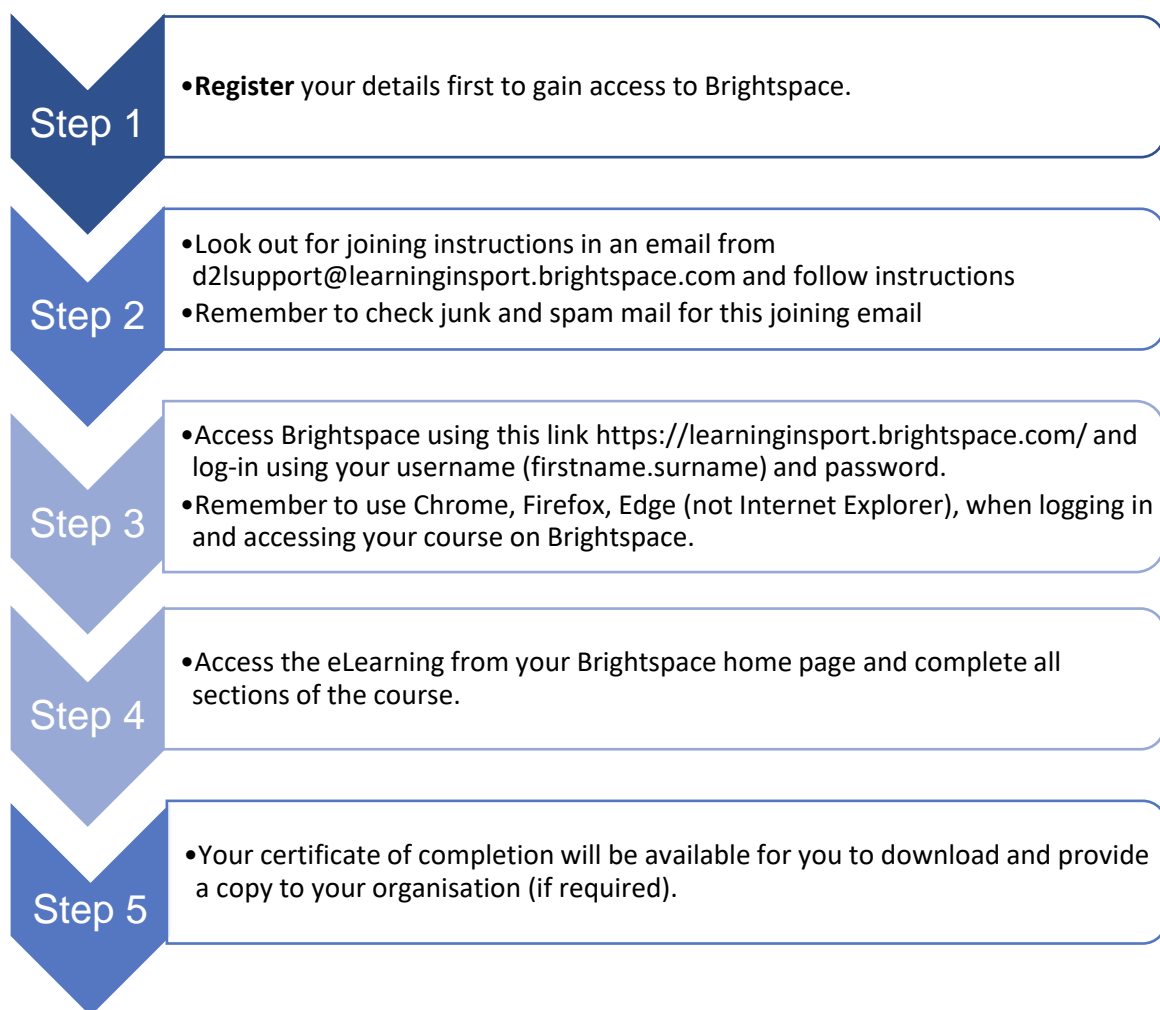 Step 1
•Register your details first to gain access to Brightspace.
Step 2
•Look out for joining instructions in an email from
d2lsupport@learninginsport.brightspace.com and follow instructions
•Remember to check junk and spam mail for this joining email
Step 3
•Access Brightspace using this link https://learninginsport.brightspace.com/ and
log-in using your username (firstname.surname) and password.
•Remember to use Chrome, Firefox, Edge (not Internet Explorer), when logging in
and accessing your course on Brightspace.
Step 4
•Access the eLearning from your Brightspace home page and complete all
sections of the course.
Step 5
•Your certificate of completion will be available for you to download and provide
a copy to your organisation (if required).